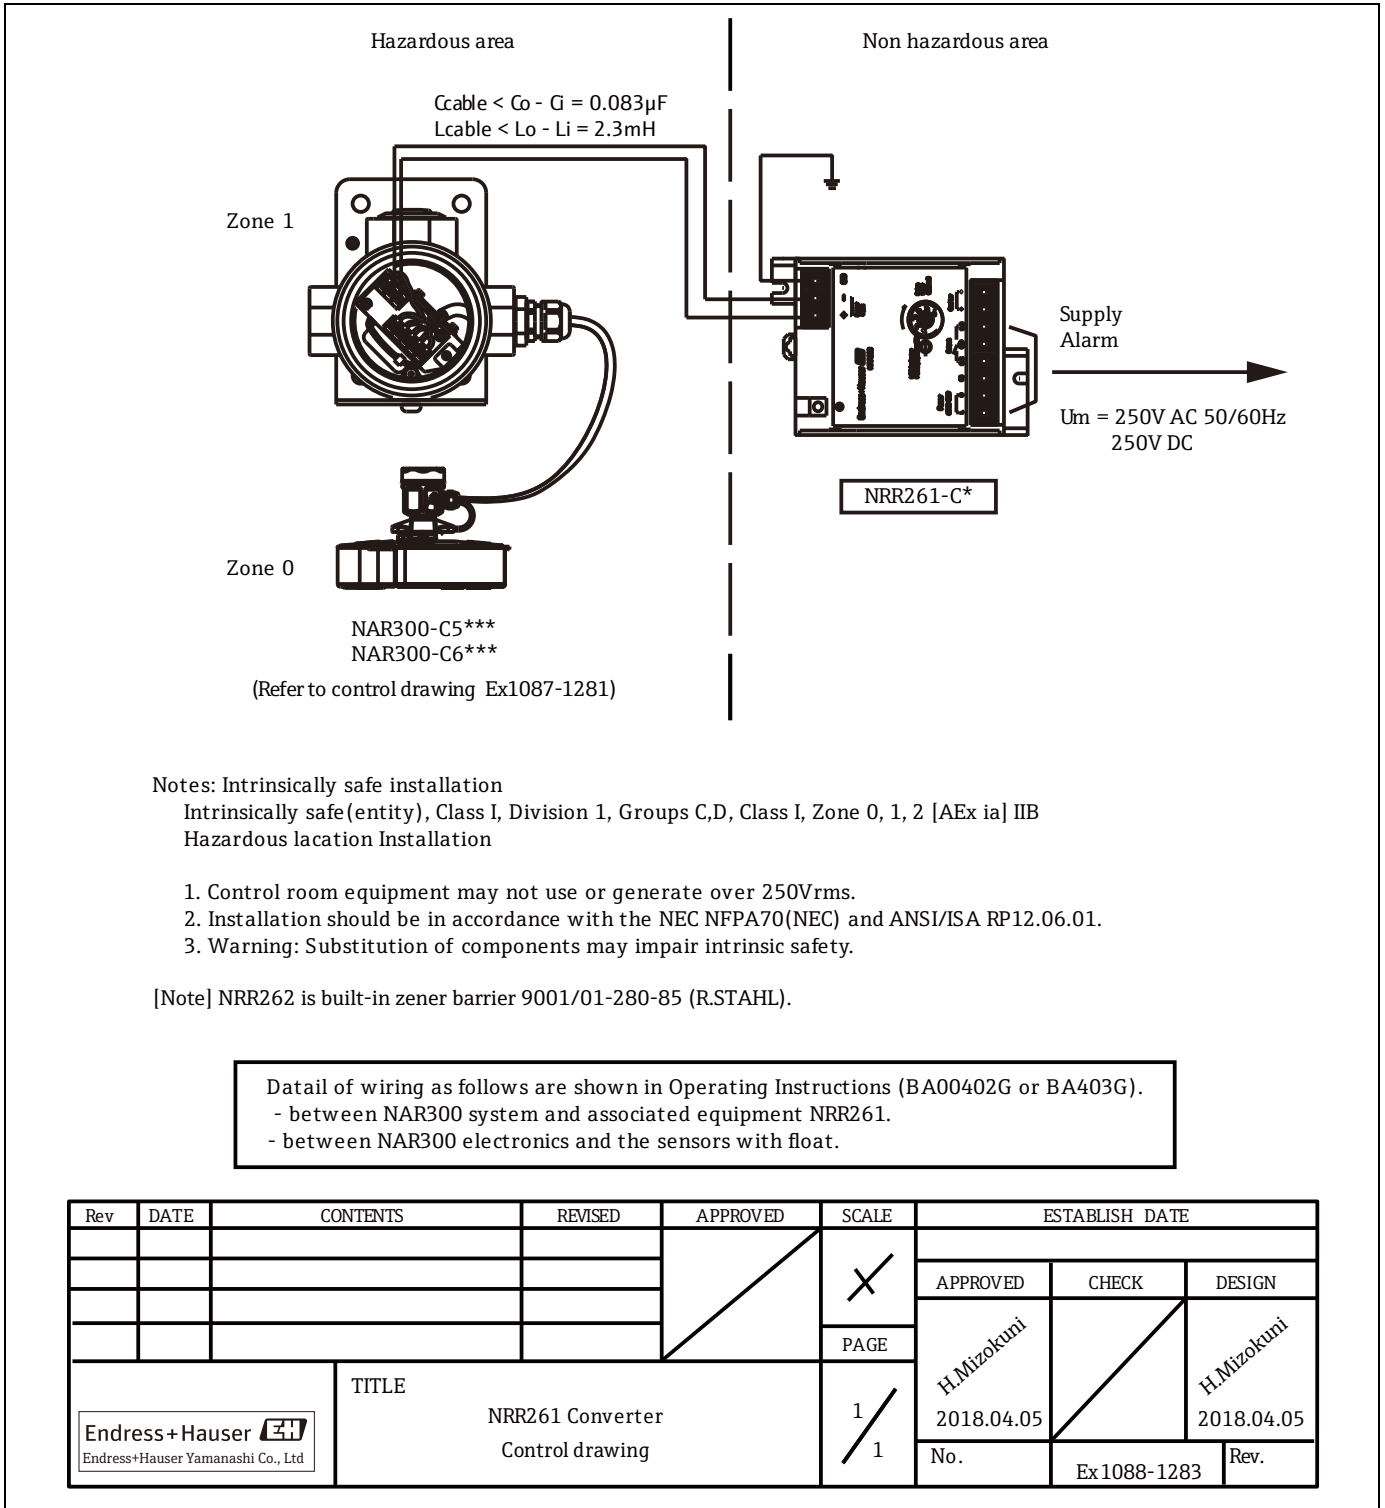 Hazardous area
Non hazardous area
Ccable < Co - Ci = 0.083µF
Lcable < Lo - Li = 2.3mH
Zone 1
Supply
Alarm
Um = 250V AC 50/60Hz
250V DC
NRR261-C*
Zone 0
NAR300-C5***
NAR300-C6***
(Refer to control drawing Ex1087-1281)
Notes: Intrinsically safe installation
Intrinsically safe(entity), Class I, Division 1, Groups C,D, Class I, Zone 0, 1, 2 [AEx ia] IIB
Hazardous lacation Installation
1. Control room equipment may not use or generate over 250Vrms.
2. Installation should be in accordance with the NEC NFPA70(NEC) and ANSI/ISA RP12.06.01.
3. Warning: Substitution of components may impair intrinsic safety.
[Note] NRR262 is built-in zener barrier 9001/01-280-85 (R.STAHL).
Datail of wiring as follows are shown in Operating Instructions (BA00402G or BA403G).
- between NAR300 system and associated equipment NRR261.
- between NAR300 electronics and the sensors with float.
Rev DATE CONTENTS REVISED APPROVED SCALE ESTABLISH DATE
APPROVED CHECK DESIGN
PAGE
H.Mizokuni H.Mizokuni
2018.04.05 2018.04.05
TITLE
NRR261 Converter
Control drawing
1/1
Endress+Hauser EH
Endress+Hauser Yamanashi Co., Ltd
No. Ex1088-1283 Rev.